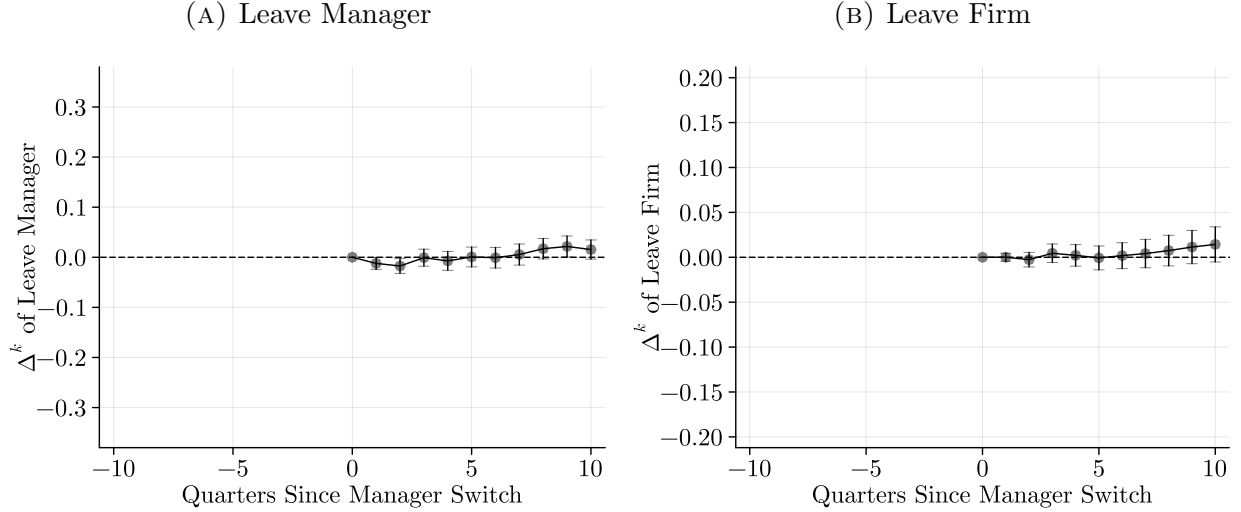 (A) Leave Manager
0.3
0.2
0.1
0.0
−0.1
−0.2
−0.3
Δ^k of Leave Manager
−10 −5 0 5 10
Quarters Since Manager Switch
(B) Leave Firm
0.20
0.15
0.10
0.05
0.00
−0.05
−0.10
−0.15
−0.20
Δ^k of Leave Firm
−10 −5 0 5 10
Quarters Since Manager Switch